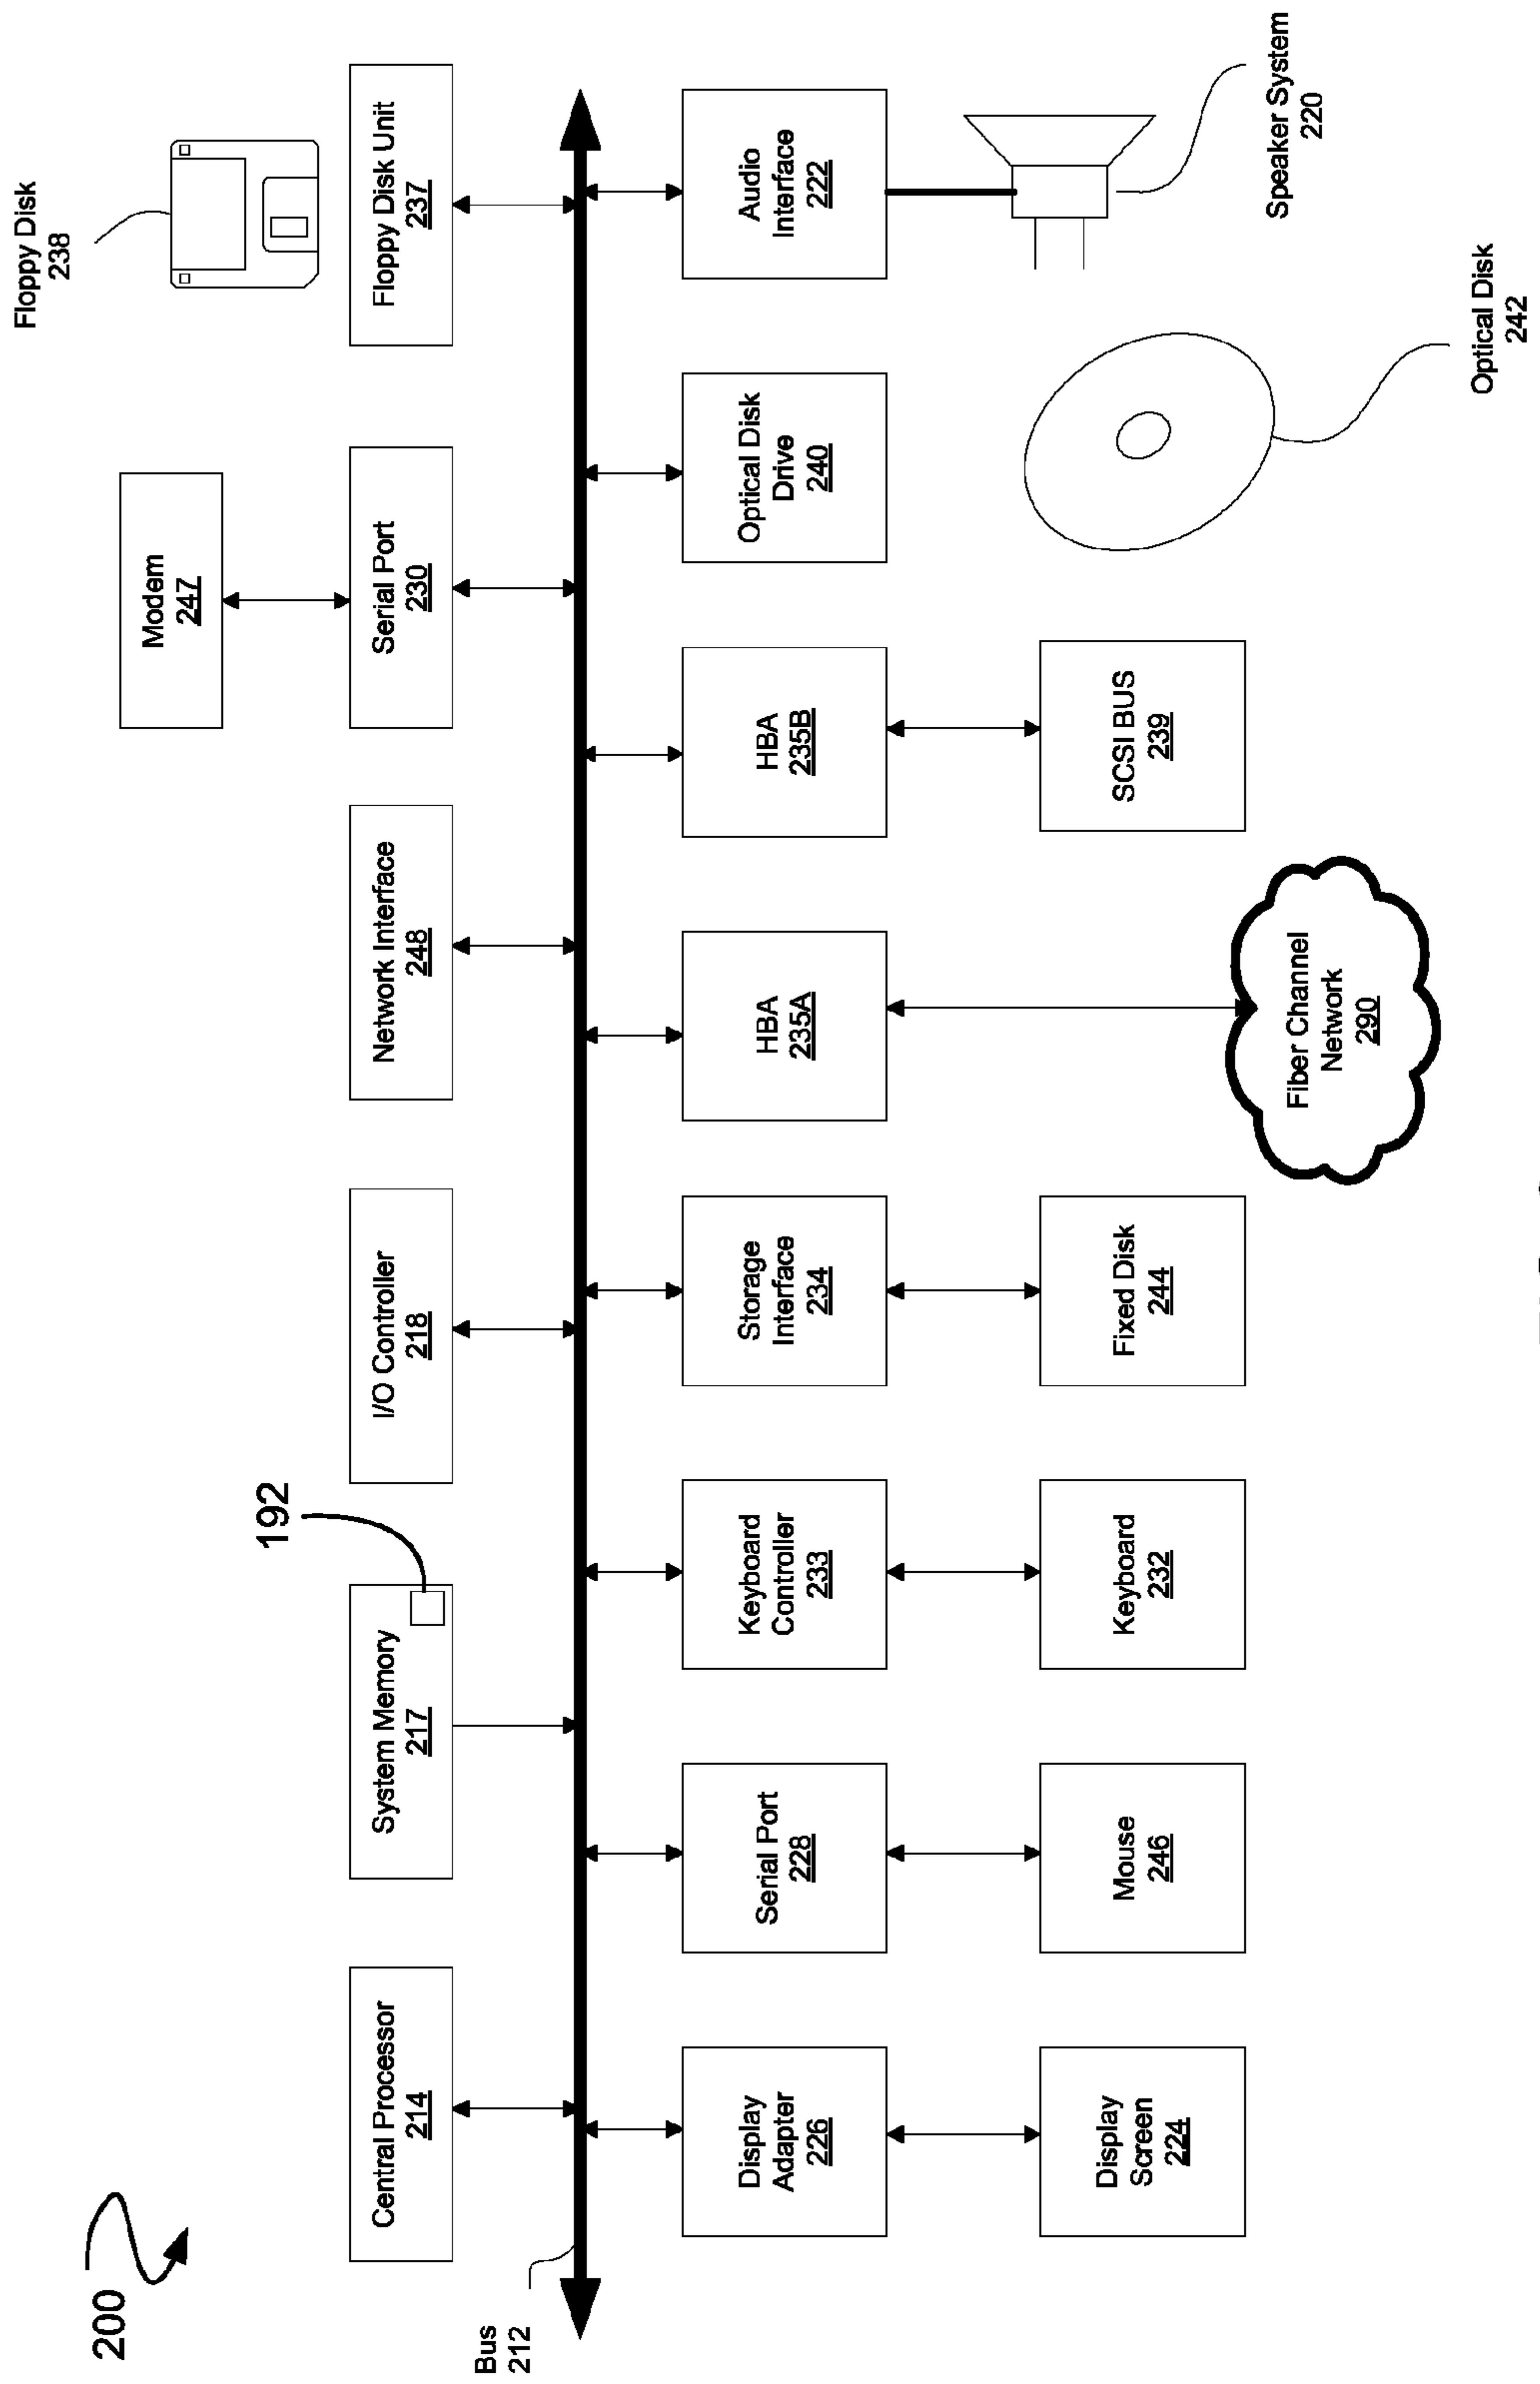 200
Floppy Disk
238
Modem
247
192
Central Processor
214
System Memory
217
I/O Controller
218
Network Interface
248
Serial Port
230
Floppy Disk Unit
237
Bus
212
Display
Adapter
226
Serial Port
228
Keyboard
Controller
233
Storage
Interface
234
HBA
235A
HBA
235B
Optical Disk
Drive
240
Audio
Interface
222
Display
Screen
224
Mouse
246
Keyboard
232
Fixed Disk
244
Fiber Channel
Network
290
SCSI BUS
239
Speaker System
220
Optical Disk
242